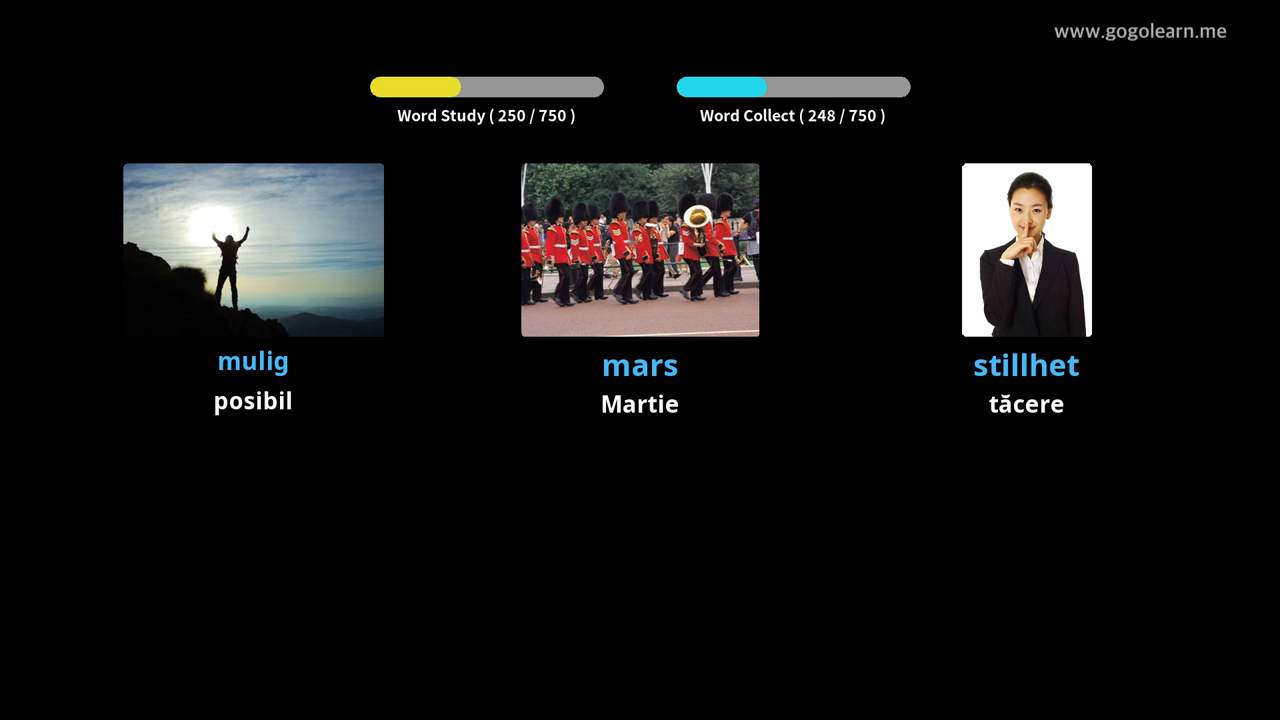 www.gogolearn.me
Word Study ( 250 / 750 )
Word Collect ( 248 / 750 )
mulig
mars
stillhet
posibil
Martie
tăcere